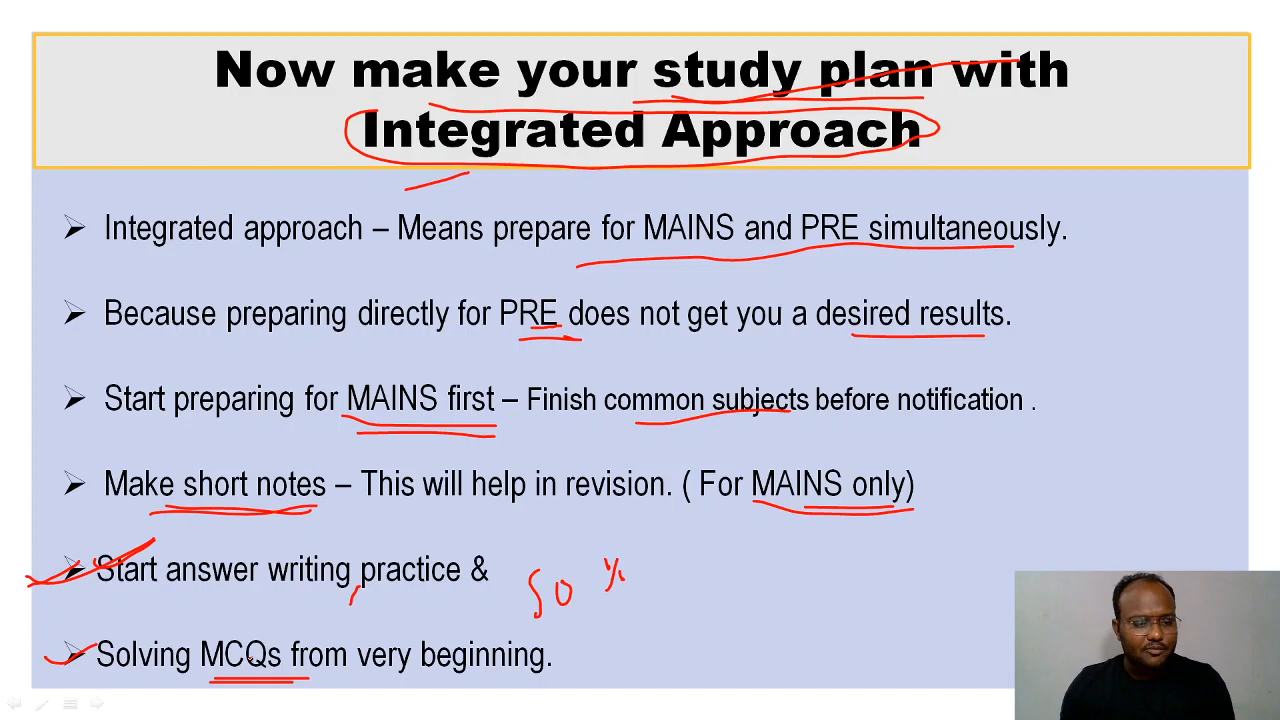 Now make your study plan with
Integrated Approach
Integrated approach – Means prepare for MAINS and PRE simultaneously.
Because preparing directly for PRE does not get you a desired results.
Start preparing for MAINS first – Finish common subjects before notification .
Make short notes – This will help in revision. ( For MAINS only)
Start answer writing practice &
50 %
Solving MCQs from very beginning.